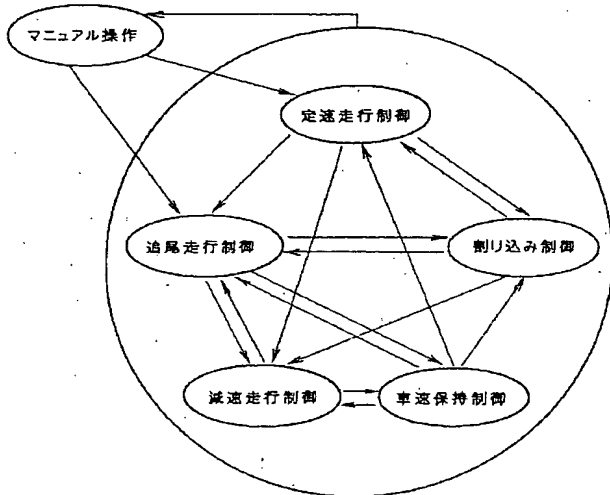 マニュアル操作
定速走行制御
追尾走行制御
割り込み制御
減速走行制御
車速保持制御